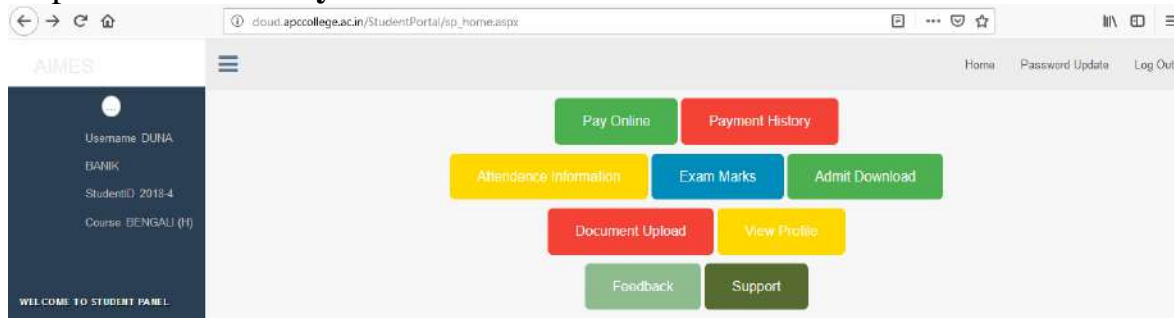 cloud.apccollege.ac.in/StudentPortal/sp_home.aspx
AIMES
Home Password Update Log Out
Username DUNA
BANIK
StudentID 2018-4
Course BENGALI (H)
WELCOME TO STUDENT PANEL
Pay Online Payment History
Attendence Information Exam Marks Admit Download
Document Upload View Profile
Feedback Support